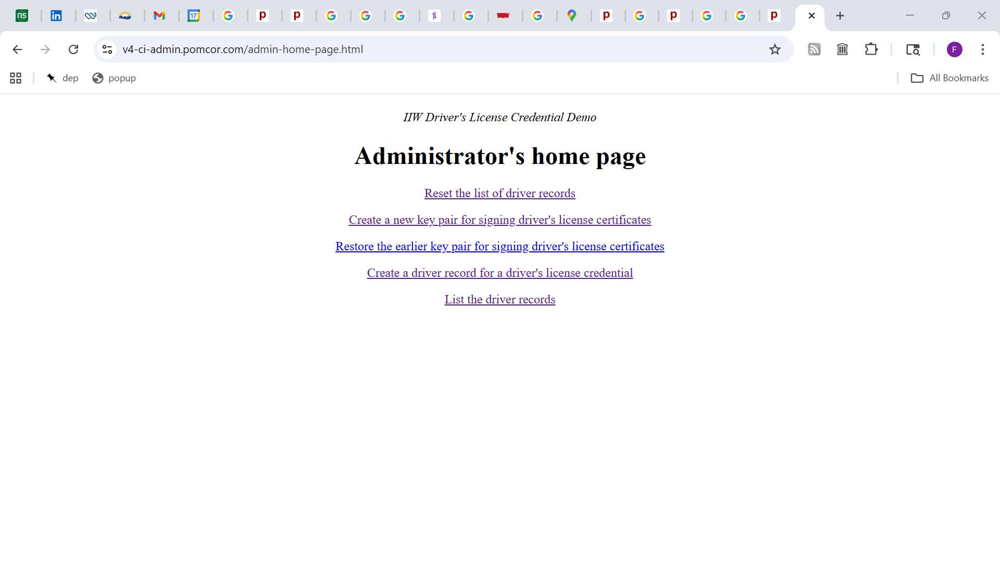 ns in 17
v4-ci-admin.pomcor.com/admin-home-page.html
F
dep popup All Bookmarks
IIW Driver's License Credential Demo
Administrator's home page
Reset the list of driver records
Create a new key pair for signing driver's license certificates
Restore the earlier key pair for signing driver's license certificates
Create a driver record for a driver's license credential
List the driver records